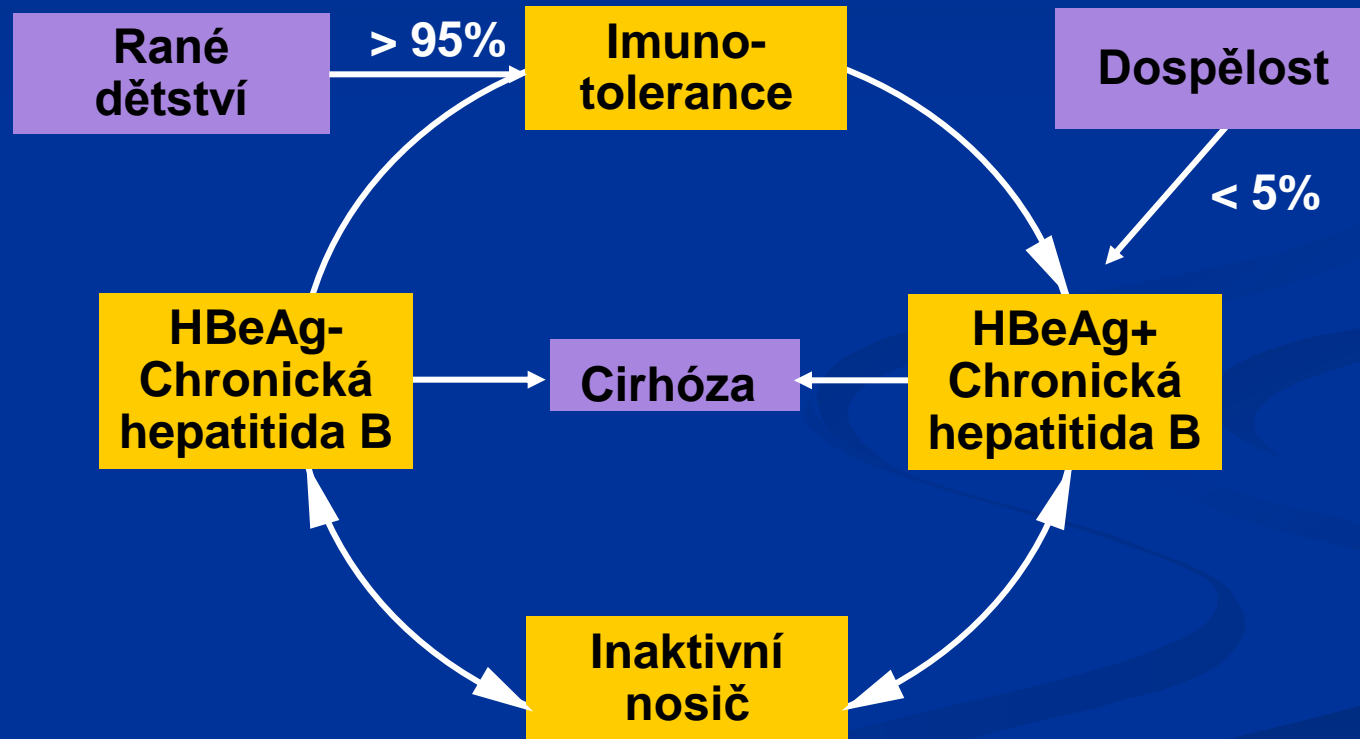 Rané
dětství
> 95%
Imuno-
tolerance
Dospělost
< 5%
HBeAg-
Chronická
hepatitida B
Cirhóza
HBeAg+
Chronická
hepatitida B
Inaktivní
nosič